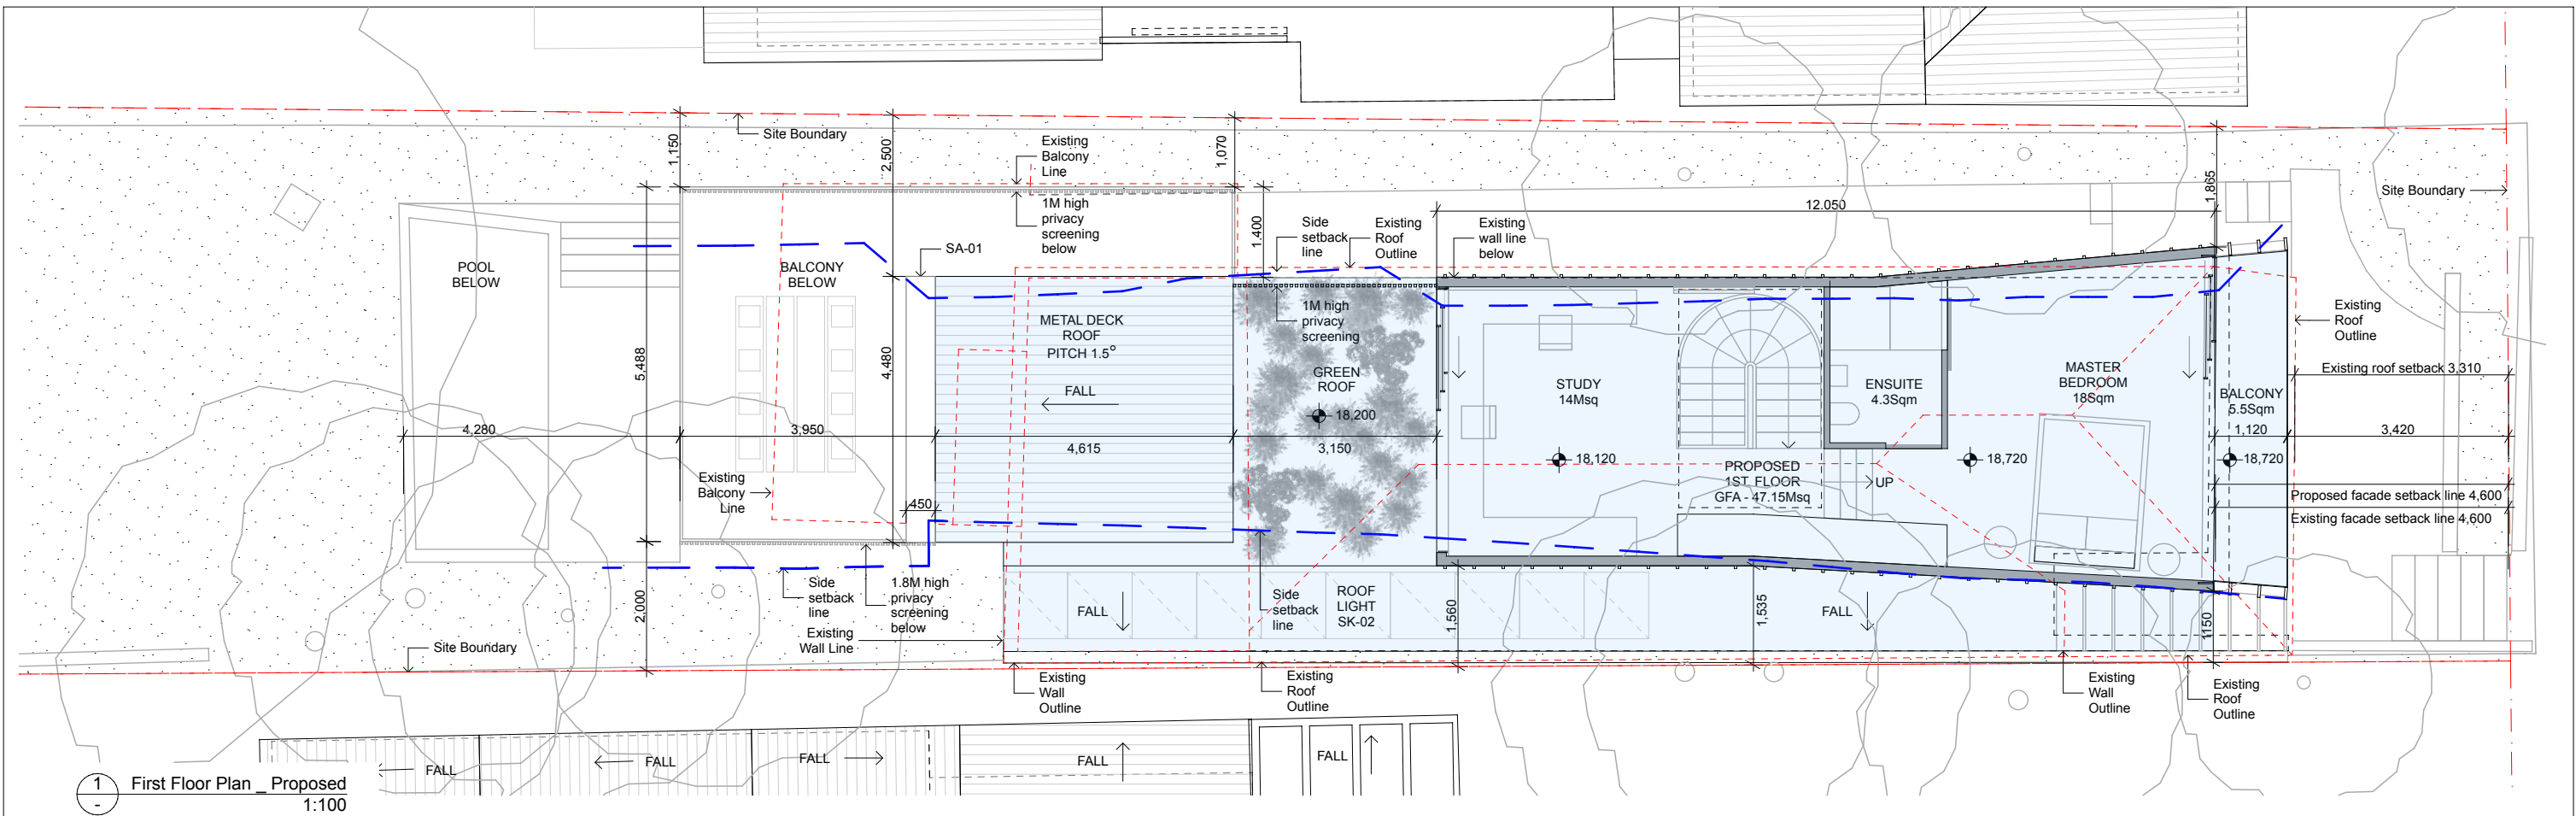 Site Boundary
1,150
2,500
Existing
Balcony
Line
1,070
1,865
Site Boundary
1M high
privacy
screening
below
1.400
Side
setback
line
Existing
Roof
Outline
Existing
wall line
below
12.050
SA-01
POOL
BELOW
BALCONY
BELOW
METAL DECK
ROOF
PITCH 1.5°
FALL
1M high
privacy
screening
GREEN
ROOF
18,200
STUDY
14Msq
ENSUITE
4.3Sqm
MASTER
BEDROOM
18Sqm
BALCONY
5.5Sqm
Existing
Roof
Outline
Existing roof setback 3,310
5,488
4,480
4,280
3,950
4,615
3,150
1,120
3,420
18,120
18,720
18,720
PROPOSED
1ST. FLOOR
GFA - 47.15Msq
UP
Existing
Balcony
Line
450
Proposed facade setback line 4,600
Existing facade setback line 4,600
2,000
Side
setback
line
1.8M high
privacy
screening
below
Existing
Wall Line
FALL
Side
setback
line
ROOF
LIGHT
SK-02
1,560
1,535
FALL
1150
Site Boundary
Existing
Wall
Outline
Existing
Roof
Outline
Existing
Wall
Outline
Existing
Roof
Outline
FALL
FALL
FALL
FALL
FALL
1
-
First Floor Plan _ Proposed
1:100